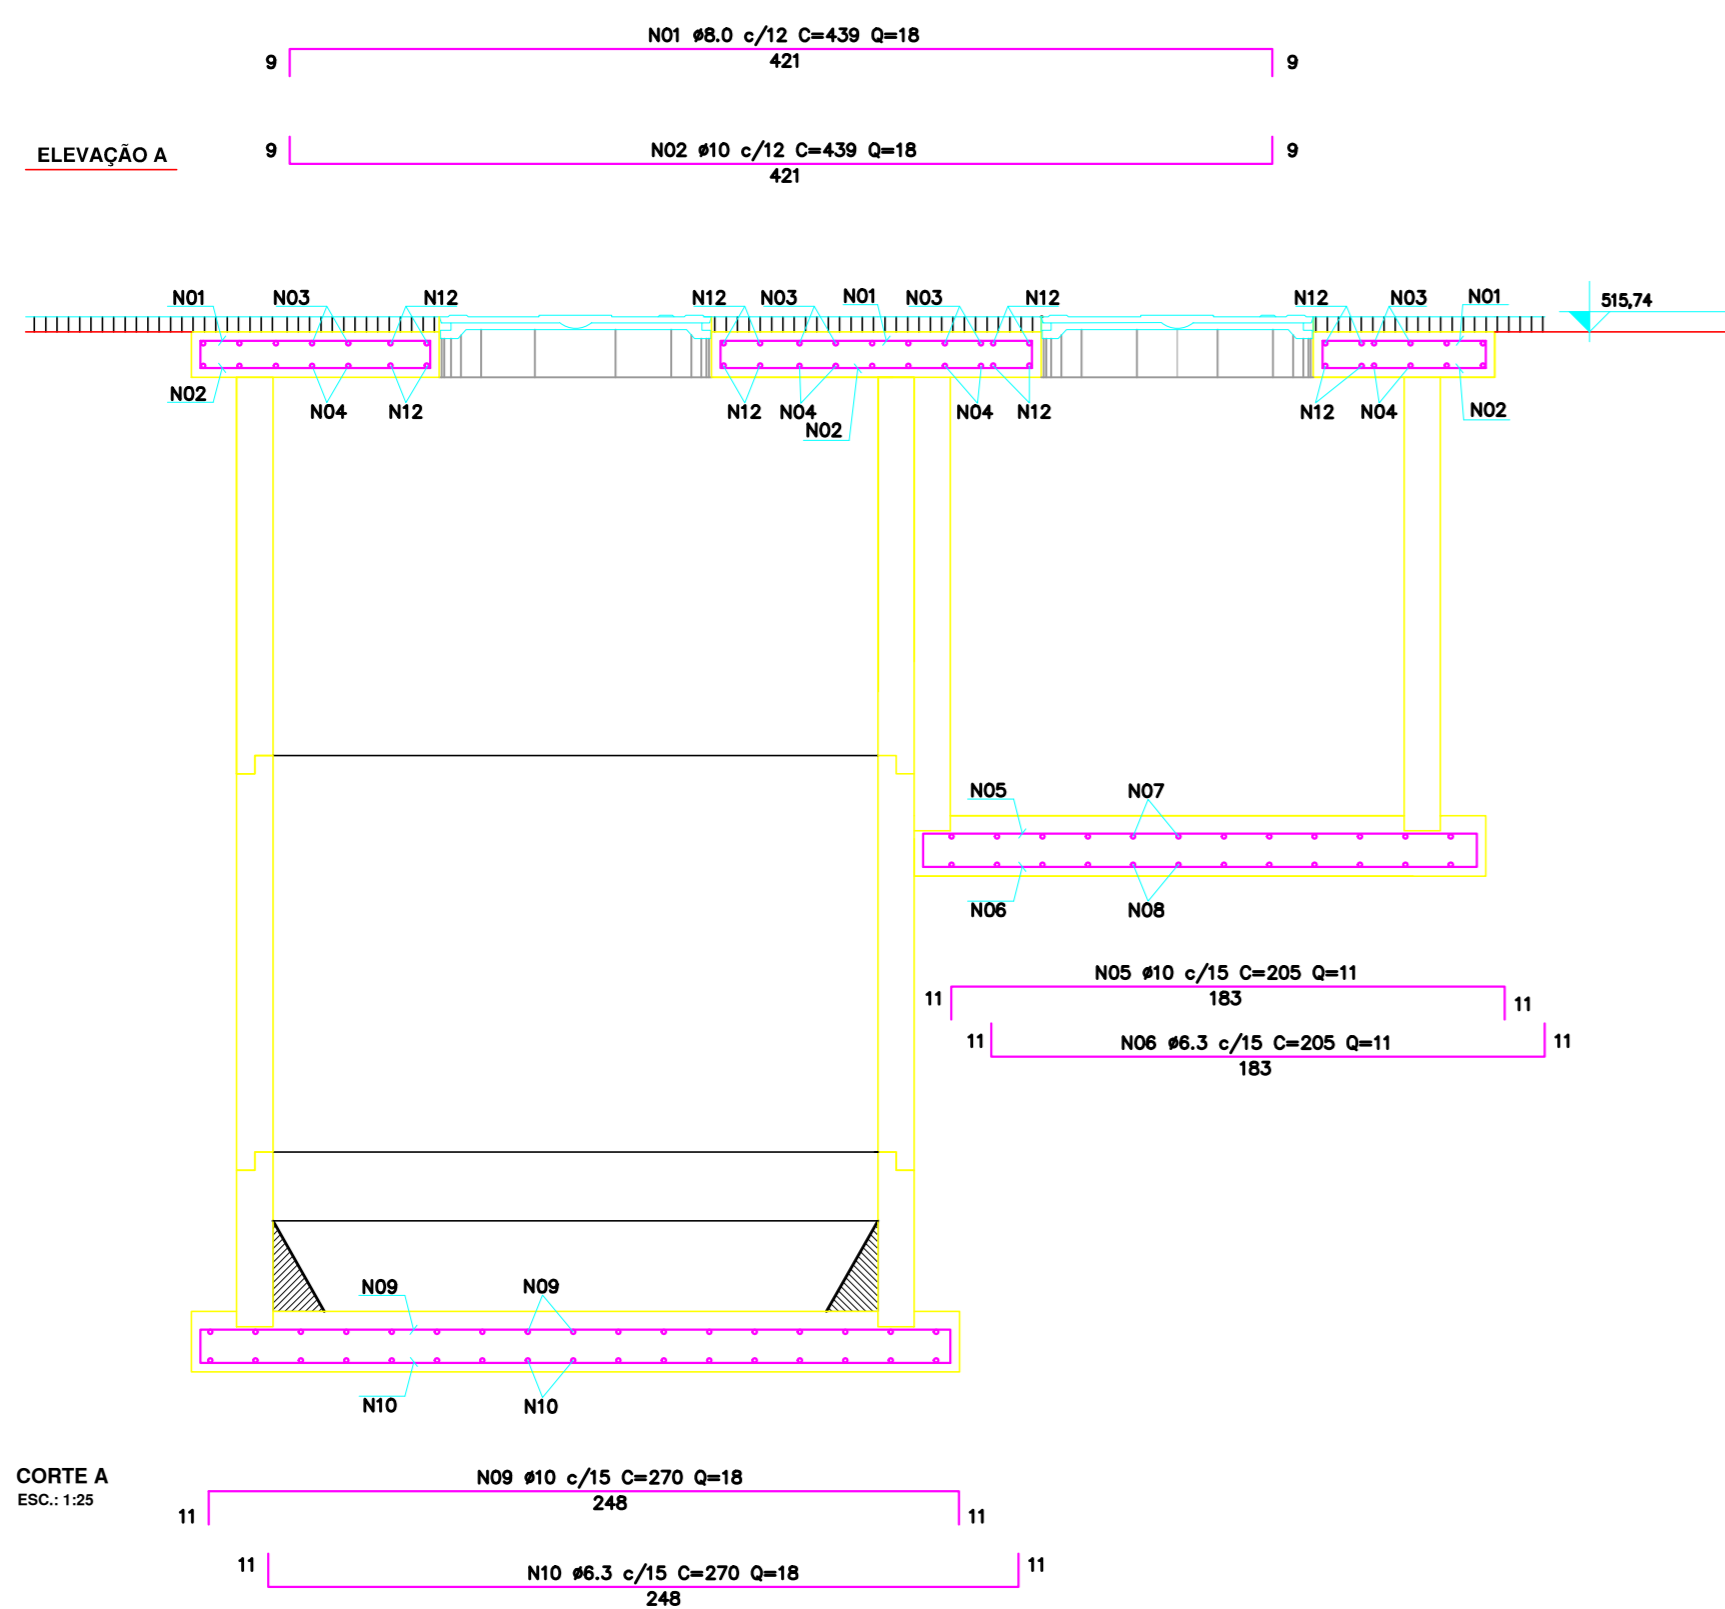 N01 ø8.0 c/12 C=439 Q=18
9 421 9
ELEVAÇÃO A
9 N02 ø10 c/12 C=439 Q=18 9
421
N01 N03 N12 N12 N03 N01 N03 N12 N12 N03 N01 515,74
N02 N04 N12 N12 N04 N04 N12 N12 N04 N02
N02
N05 N07
N06 N08
N05 ø10 c/15 C=205 Q=11
11 183 11
11 N06 ø6.3 c/15 C=205 Q=11 11
183
N09 N09
N10 N10
CORTE A
ESC.: 1:25
N09 ø10 c/15 C=270 Q=18
248
11 11
11 N10 ø6.3 c/15 C=270 Q=18 11
248